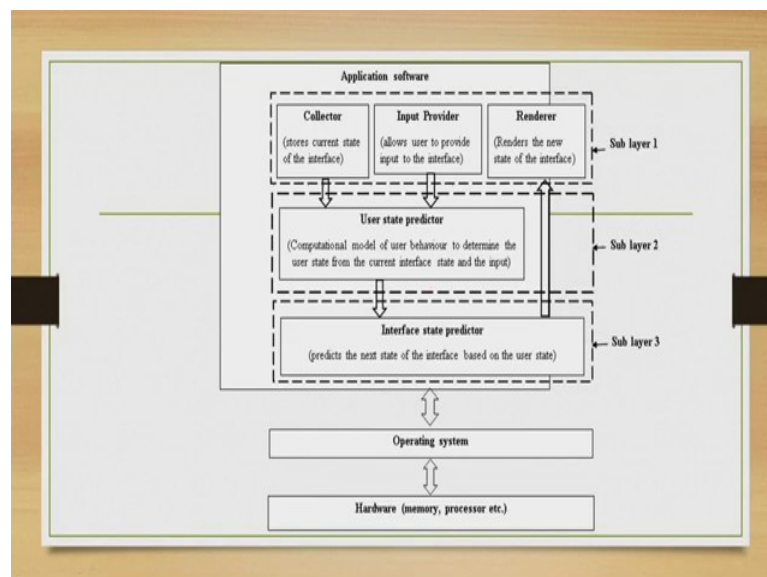 Application software
Collector
(stores current state
of the interface)
Input Provider
(allows user to provide
input to the interface)
Renderer
(Renders the new
state of the interface)
Sub layer 1
User state predictor
(Computational model of user behaviour to determine the
user state from the current interface state and the input)
Sub layer 2
Interface state predictor
(predicts the next state of the interface based on the user state)
Sub layer 3
Operating system
Hardware (memory, processor etc.)